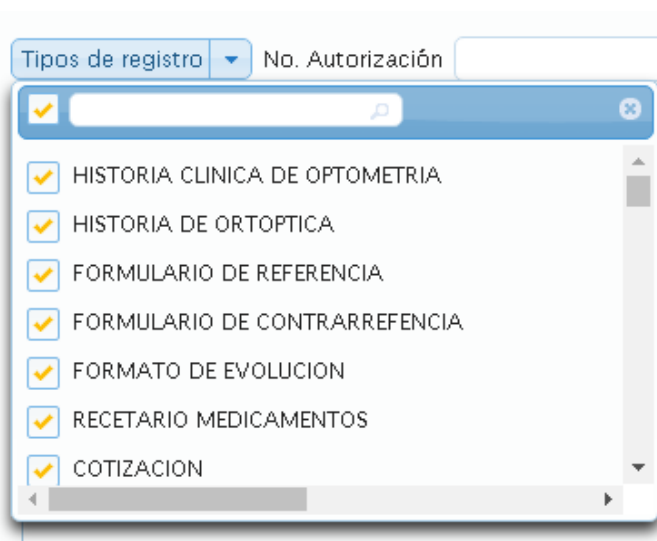 Tipos de registro No. Autorización
HISTORIA CLINICA DE OPTOMETRIA
HISTORIA DE ORTOPTICA
FORMULARIO DE REFERENCIA
FORMULARIO DE CONTRARREFENCIA
FORMATO DE EVOLUCION
RECETARIO MEDICAMENTOS
COTIZACION